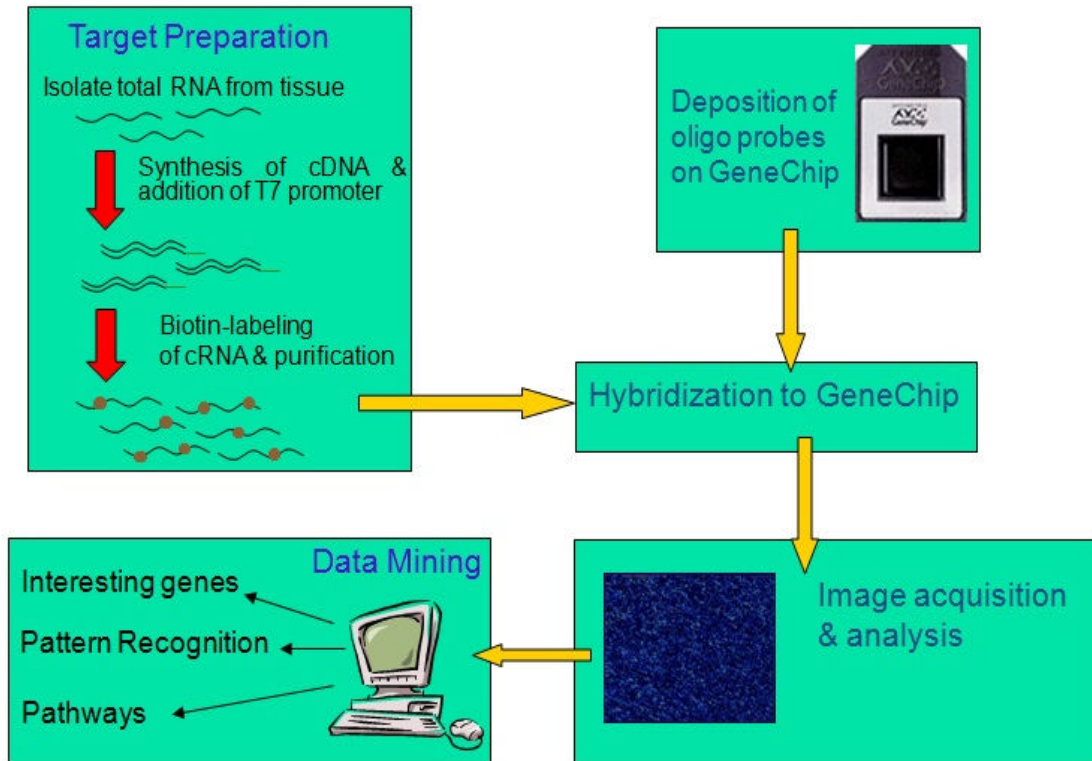 Target Preparation
Isolate total RNA from tissue
Synthesis of cDNA &
addition of T7 promoter
Biotin-labeling
of cRNA & purification
Deposition of
oligo probes
on GeneChip
GeneChip
GeneChip
Hybridization to GeneChip
Image acquisition
& analysis
Data Mining
Interesting genes
Pattern Recognition
Pathways